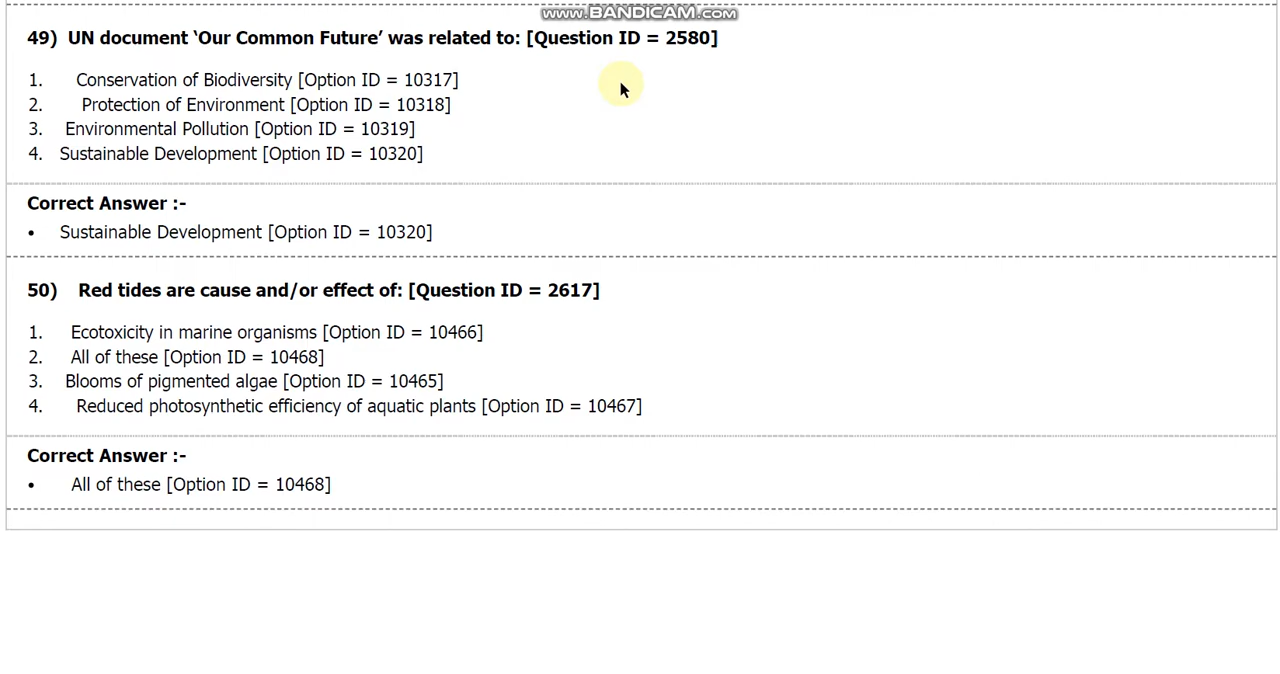 www.BANDICAM.com
49) UN document ‘Our Common Future’ was related to: [Question ID = 2580]
1. Conservation of Biodiversity [Option ID = 10317]
2. Protection of Environment [Option ID = 10318]
3. Environmental Pollution [Option ID = 10319]
4. Sustainable Development [Option ID = 10320]
Correct Answer :-
• Sustainable Development [Option ID = 10320]
50) Red tides are cause and/or effect of: [Question ID = 2617]
1. Ecotoxicity in marine organisms [Option ID = 10466]
2. All of these [Option ID = 10468]
3. Blooms of pigmented algae [Option ID = 10465]
4. Reduced photosynthetic efficiency of aquatic plants [Option ID = 10467]
Correct Answer :-
• All of these [Option ID = 10468]